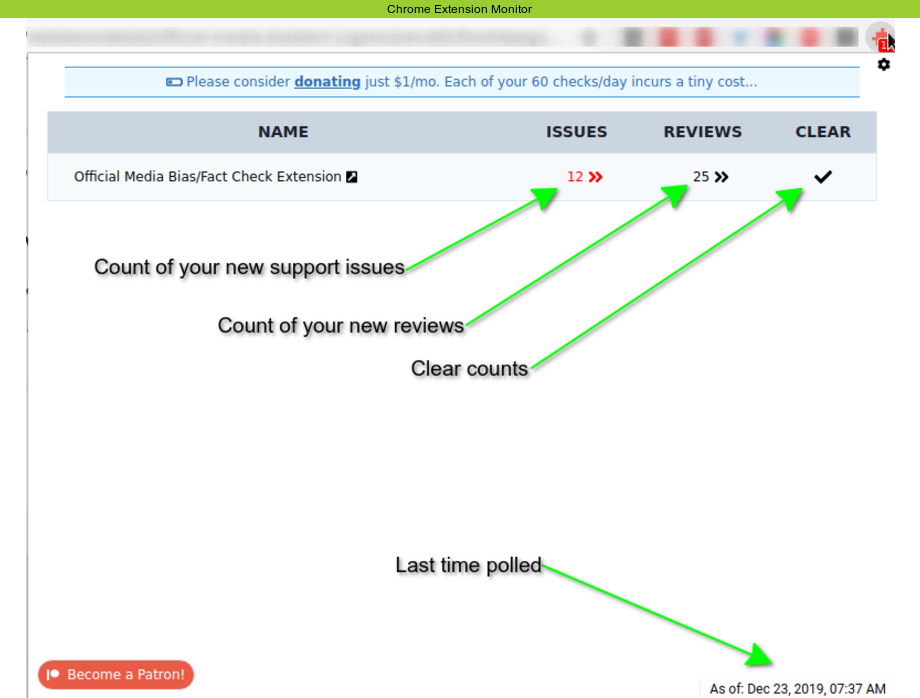 Chrome Extension Monitor
1
Please consider donating just $1/mo. Each of your 60 checks/day incurs a tiny cost...
NAME ISSUES REVIEWS CLEAR
Official Media Bias/Fact Check Extension 12 25
Count of your new support issues
Count of your new reviews
Clear counts
Last time polled
Become a Patron!
As of: Dec 23, 2019, 07:37 AM